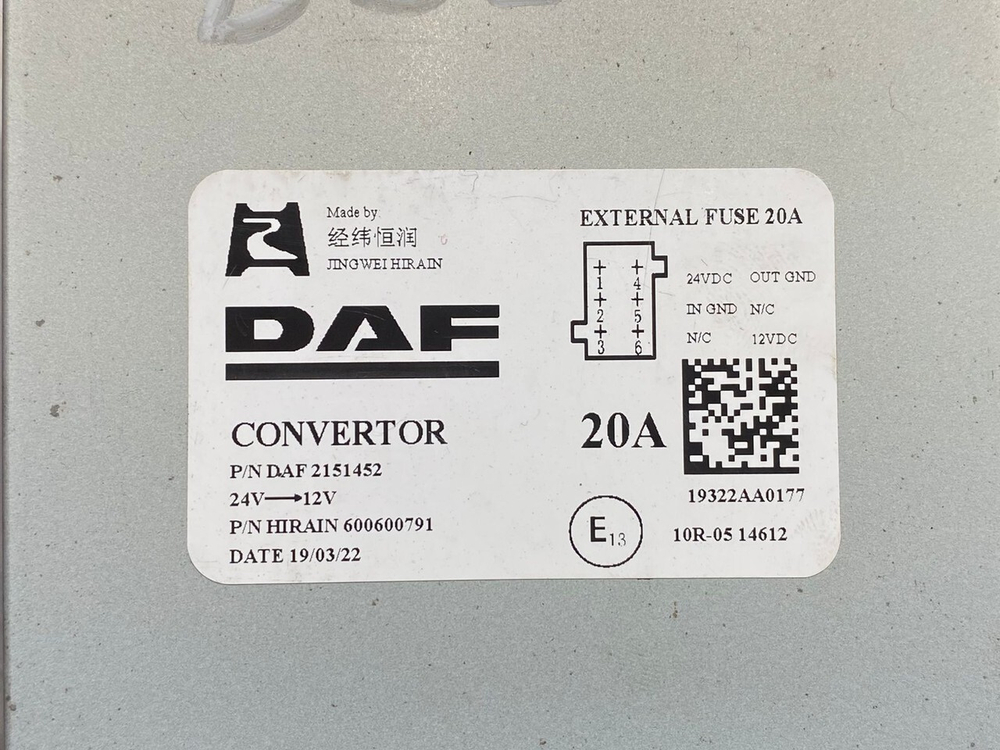 Made by:
经纬恒润
JINGWEI HIRAIN
DAF
CONVERTOR
P/N DAF 2151452
24V→12V
P/N HIRAIN 600600791
DATE 19/03/22
EXTERNAL FUSE 20A
1 4
2 5
3 6
24VDC OUT GND
IN GND N/C
N/C 12VDC
20A
19322AA0177
E13
10R-05 14612